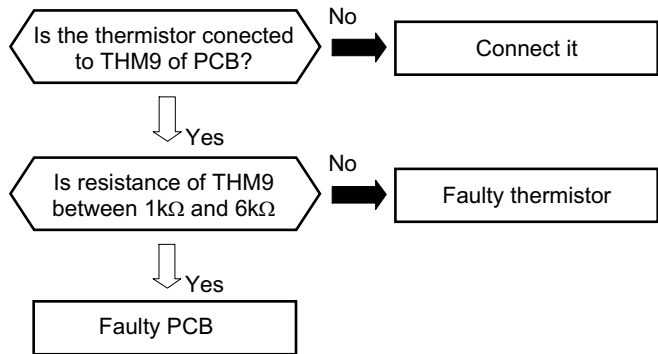 Is the thermistor conected
to THM9 of PCB?
No
Connect it
Yes
Is resistance of THM9
between 1kΩ and 6kΩ
No
Faulty thermistor
Yes
Faulty PCB